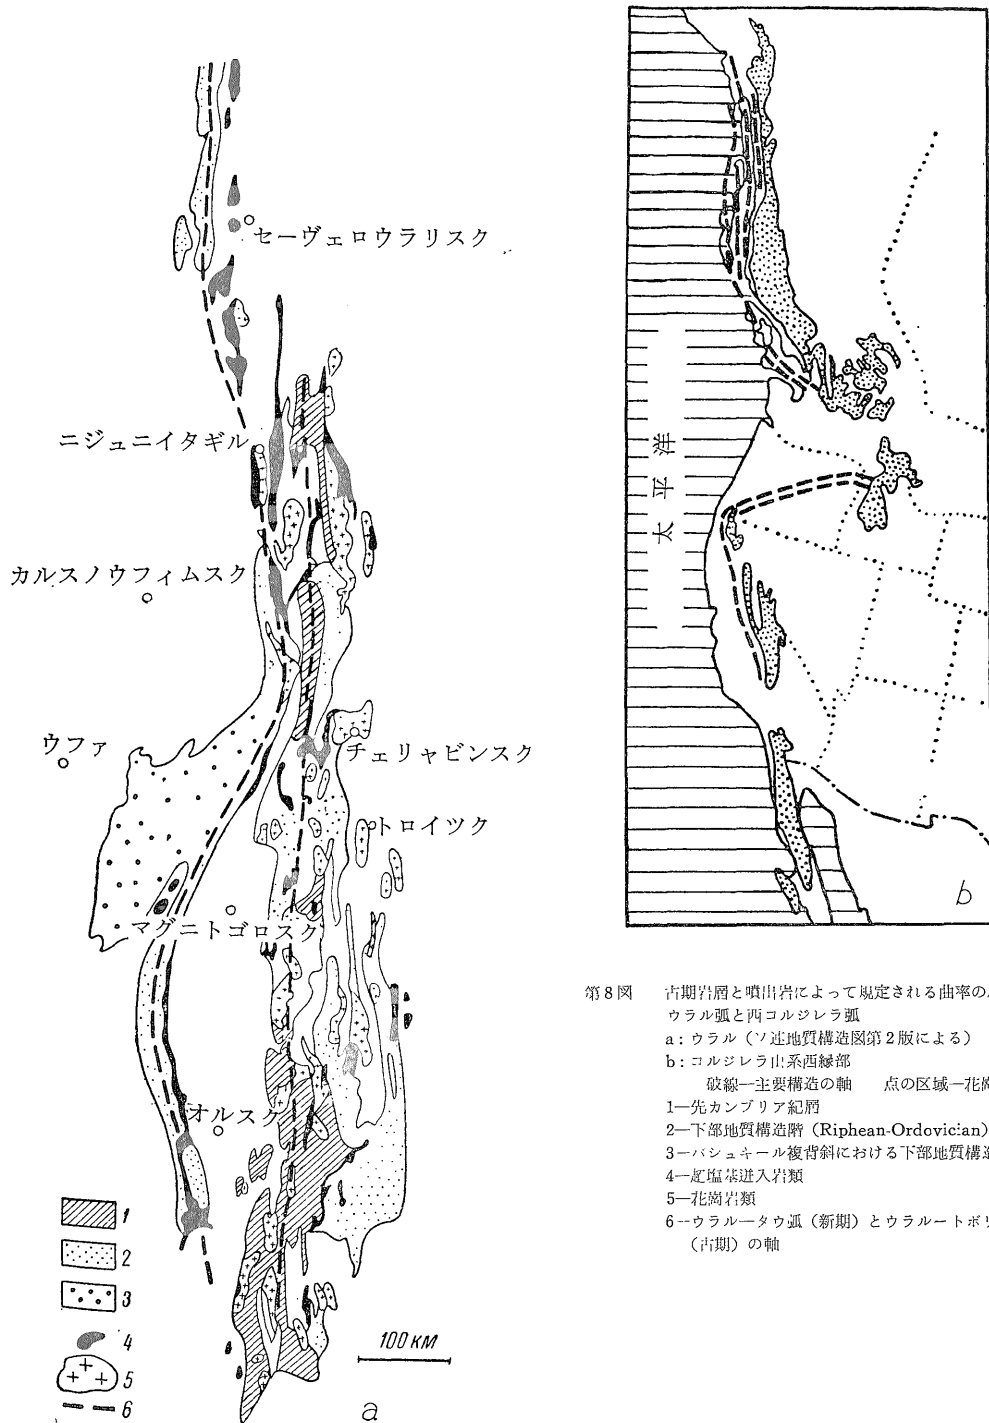 セーヴェロウラリスク
ニジュニイタギル
カルスノウフィムスク
ウファ
チェリャビンスク
トロイツク
マグニトゴロスク
オルスク
1
2
3
4
5
6
100 км
a
太平洋
b
第8図 古期岩層と噴出岩によって規定される曲率の
ウラル弧と西コルジレラ弧
a:ウラル(ソ連地質構造図第2版による)
b:コルジレラ山系西縁部
破線—主要構造の軸 点の区域—花崗
1—先カンブリア紀層
2—下部地質構造階(Riphean-Ordovician)
3—バシュキール複背斜における下部地質構造
4—超塩基迸入岩類
5—花崗岩類
6—ウラル—タウ弧(新期)とウラル—トボ
(古期)の軸